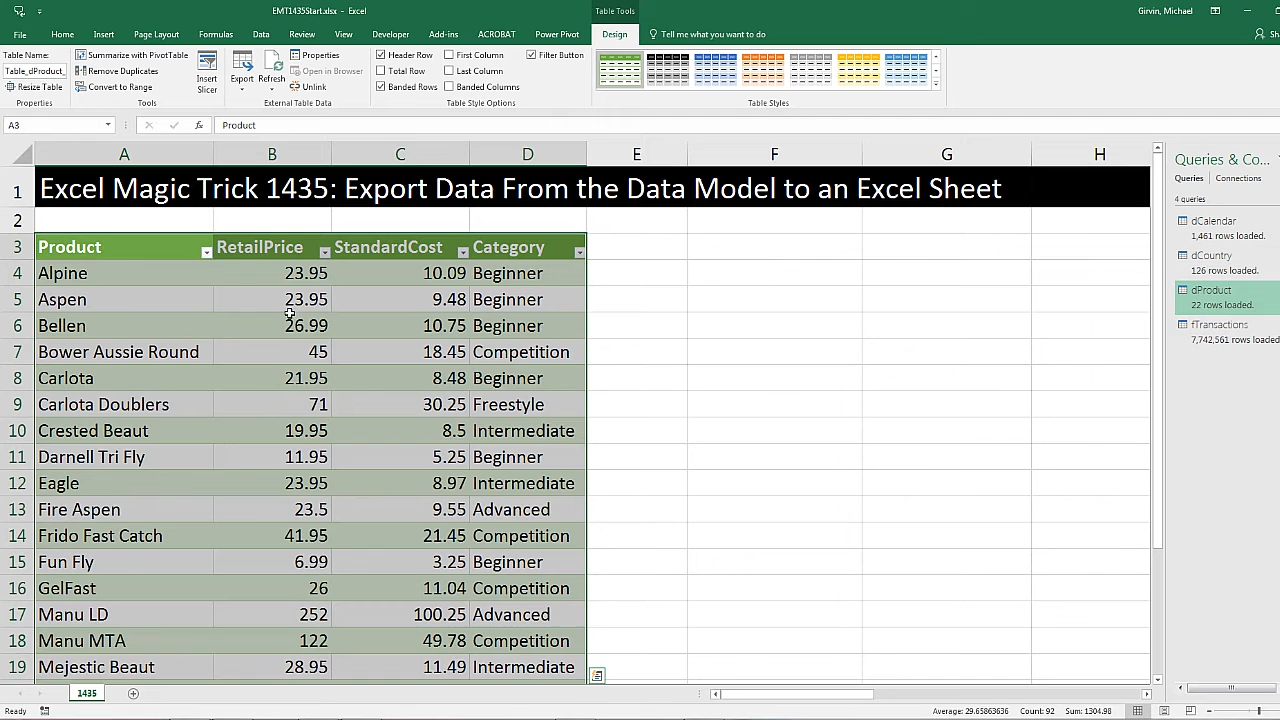 EMT1435Start.xlsx - Excel
Table Tools
Girvin, Michael
File Home Insert Page Layout Formulas Data Review View Developer Add-ins ACROBAT Power Pivot Design Tell me what you want to do
Table Name:
Table_dProduct_
Resize Table
Properties
Summarize with PivotTable
Remove Duplicates
Convert to Range
Insert
Slicer
Tools
Export
Refresh
Properties
Open in Browser
Unlink
External Table Data
Header Row First Column Filter Button
Total Row Last Column
Banded Rows Banded Columns
Table Style Options
Table Styles
A3 fx Product
A B C D E F G H
1 Excel Magic Trick 1435: Export Data From the Data Model to an Excel Sheet
2
3 Product RetailPrice StandardCost Category
4 Alpine 23.95 10.09 Beginner
5 Aspen 23.95 9.48 Beginner
6 Bellen 26.99 10.75 Beginner
7 Bower Aussie Round 45 18.45 Competition
8 Carlota 21.95 8.48 Beginner
9 Carlota Doublers 71 30.25 Freestyle
10 Crested Beaut 19.95 8.5 Intermediate
11 Darnell Tri Fly 11.95 5.25 Beginner
12 Eagle 23.95 8.97 Intermediate
13 Fire Aspen 23.5 9.55 Advanced
14 Frido Fast Catch 41.95 21.45 Competition
15 Fun Fly 6.99 3.25 Beginner
16 GelFast 26 11.04 Competition
17 Manu LD 252 100.25 Advanced
18 Manu MTA 122 49.78 Competition
19 Mejestic Beaut 28.95 11.49 Intermediate
Queries & Co...
Queries Connections
4 queries
dCalendar
1,461 rows loaded.
dCountry
126 rows loaded.
dProduct
22 rows loaded.
fTransactions
7,742,561 rows loaded.
1435
Ready
Average: 29.65863636 Count: 92 Sum: 1304.98